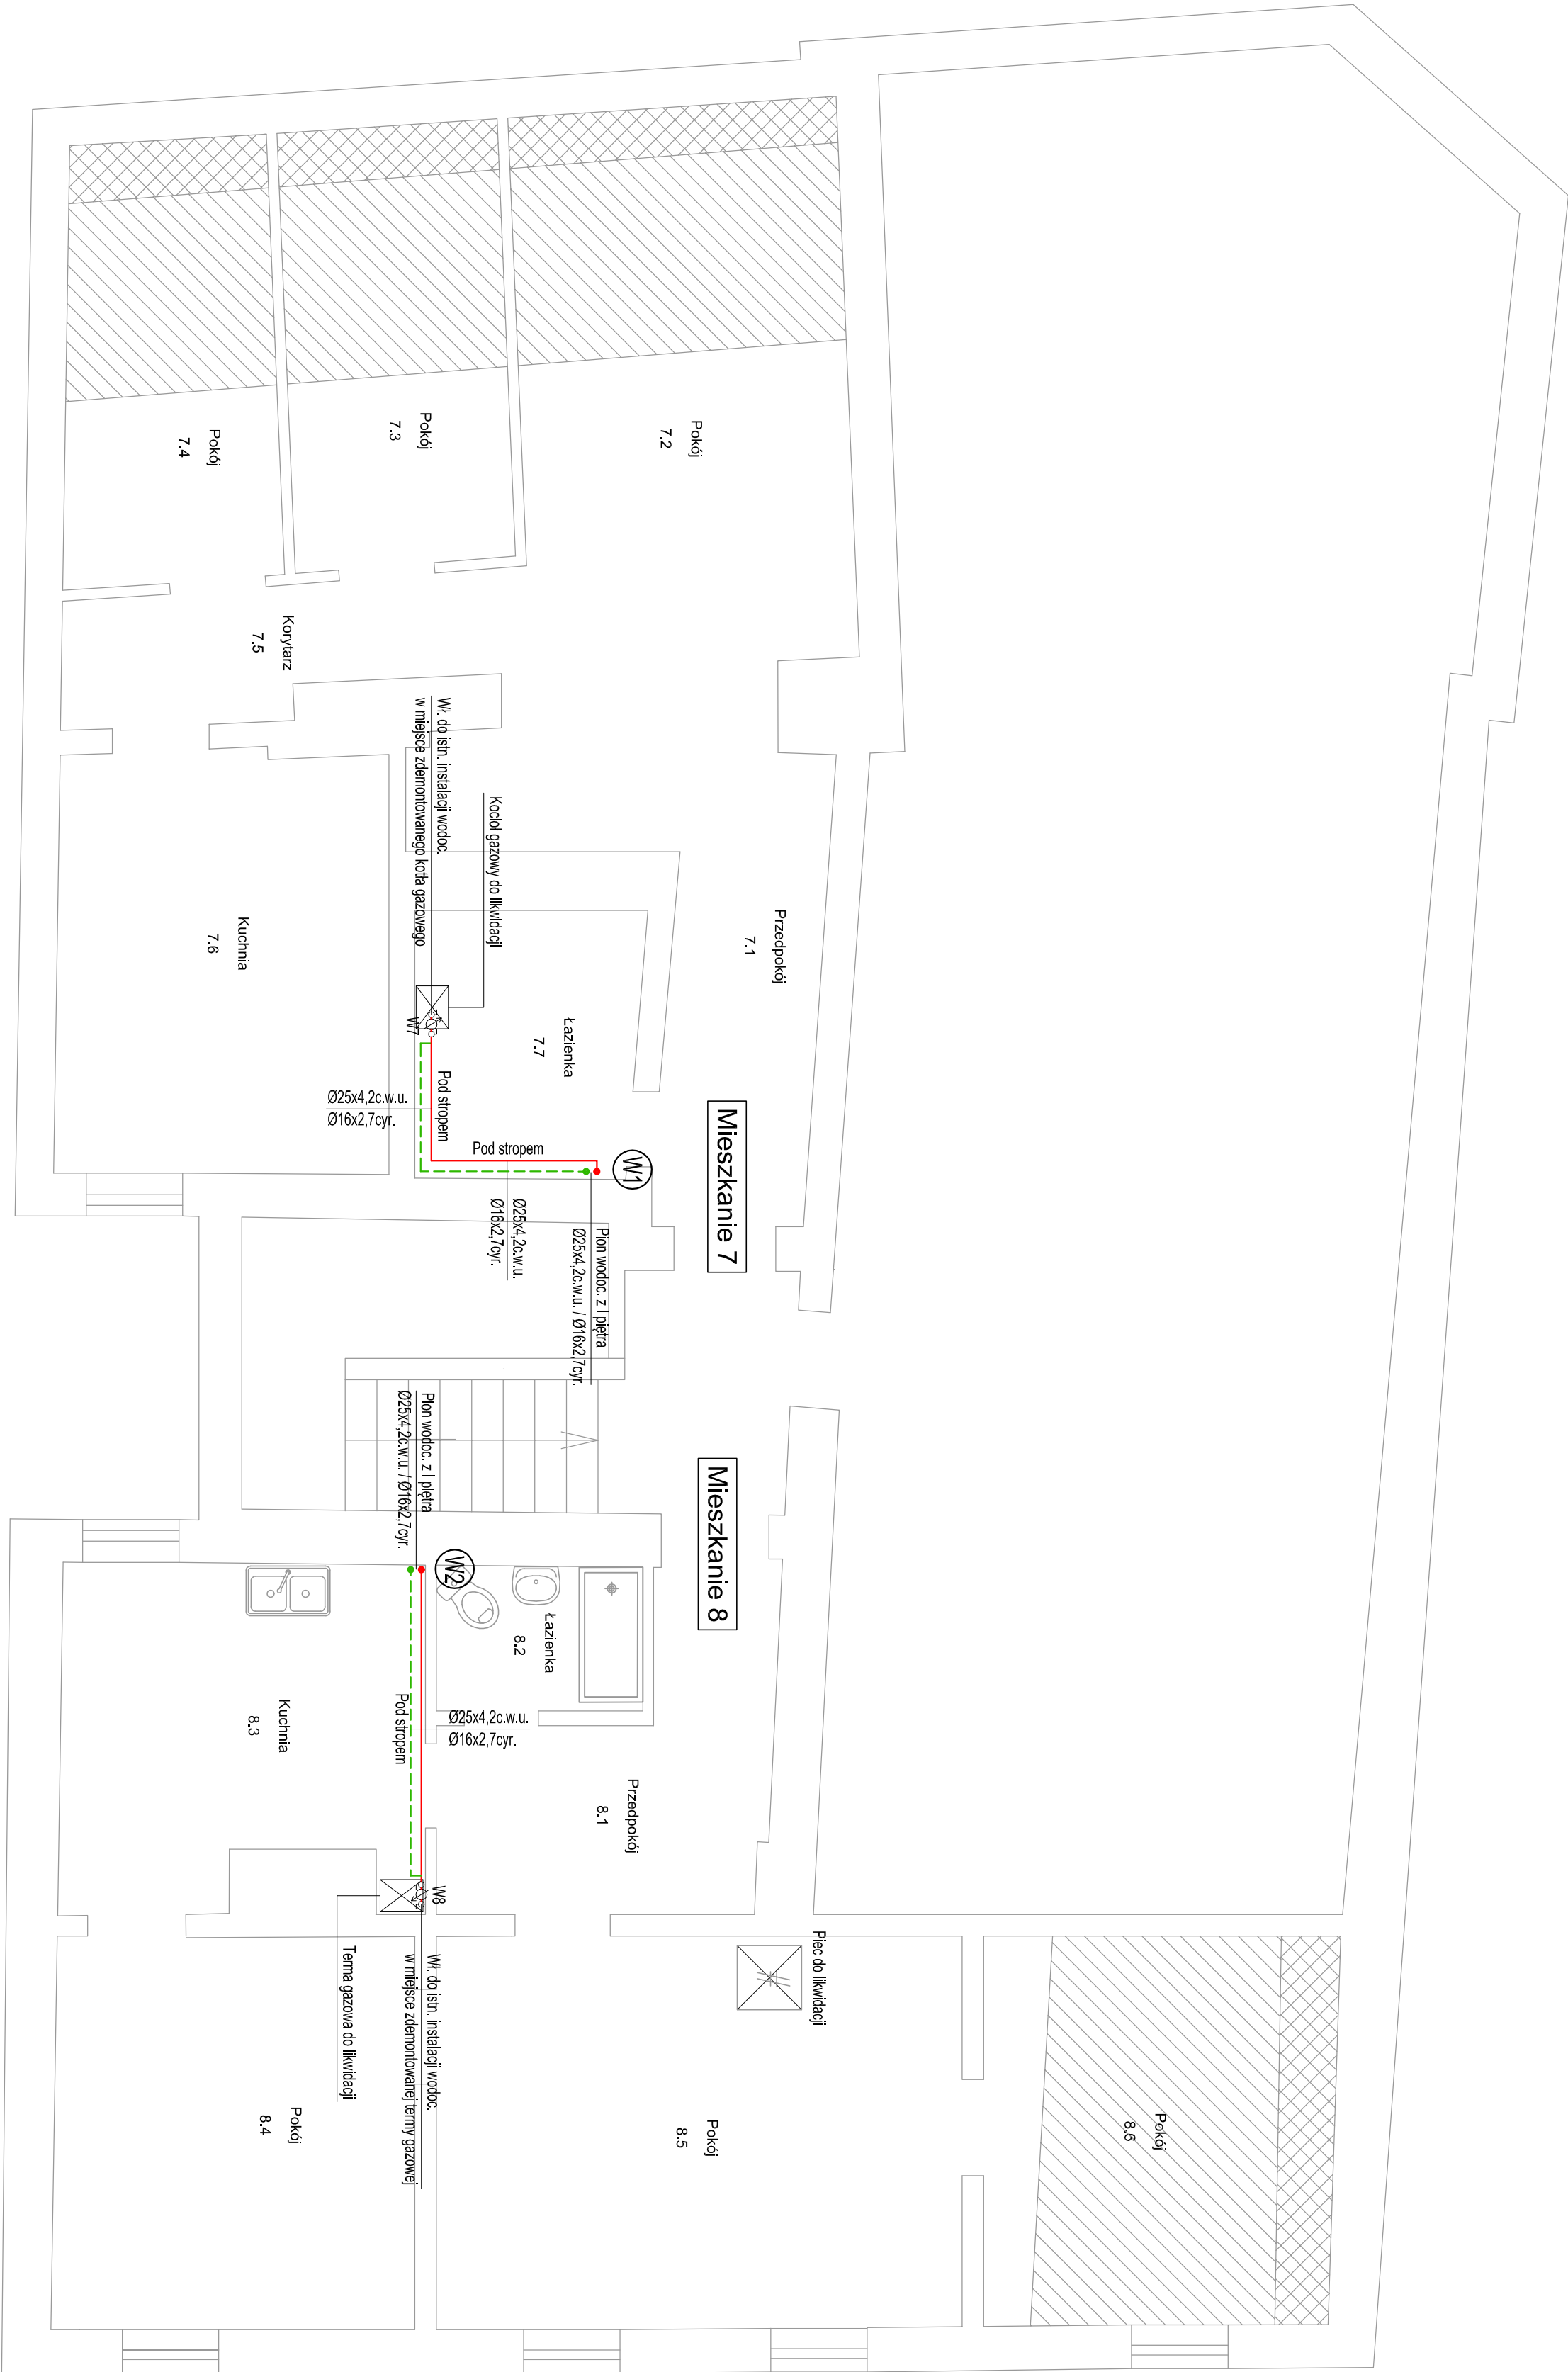 Pokój
7.2
Pokój
7.3
Pokój
7.4
Korytarz
7.5
Wł. do istn. instalacji wodoc.
w miejsce zdemontowanego kotła gazowego
Kocioł gazowy do likwidacji
Przedpokój
7.1
Kuchnia
7.6
Łazienka
7.7
W7
Pod stropem
Ø25x4,2c.w.u.
Ø16x2,7cyr.
Pod stropem
W1
Mieszkanie 7
Ø25x4,2c.w.u.
Ø16x2,7cyr.
Pion wodoc. z I piętra
Ø25x4,2c.w.u. / Ø16x2,7cyr.
Pion wodoc. z I piętra
Ø25x4,2c.w.u. / Ø16x2,7cyr.
Mieszkanie 8
W2
Łazienka
8.2
Kuchnia
8.3
Pod stropem
Ø25x4,2c.w.u.
Ø16x2,7cyr.
Przedpokój
8.1
W8
Piec do likwidacji
Wł. do istn. instalacji wodoc.
w miejsce zdemontowanej termy gazowej
Terma gazowa do likwidacji
Pokój
8.4
Pokój
8.5
Pokój
8.6